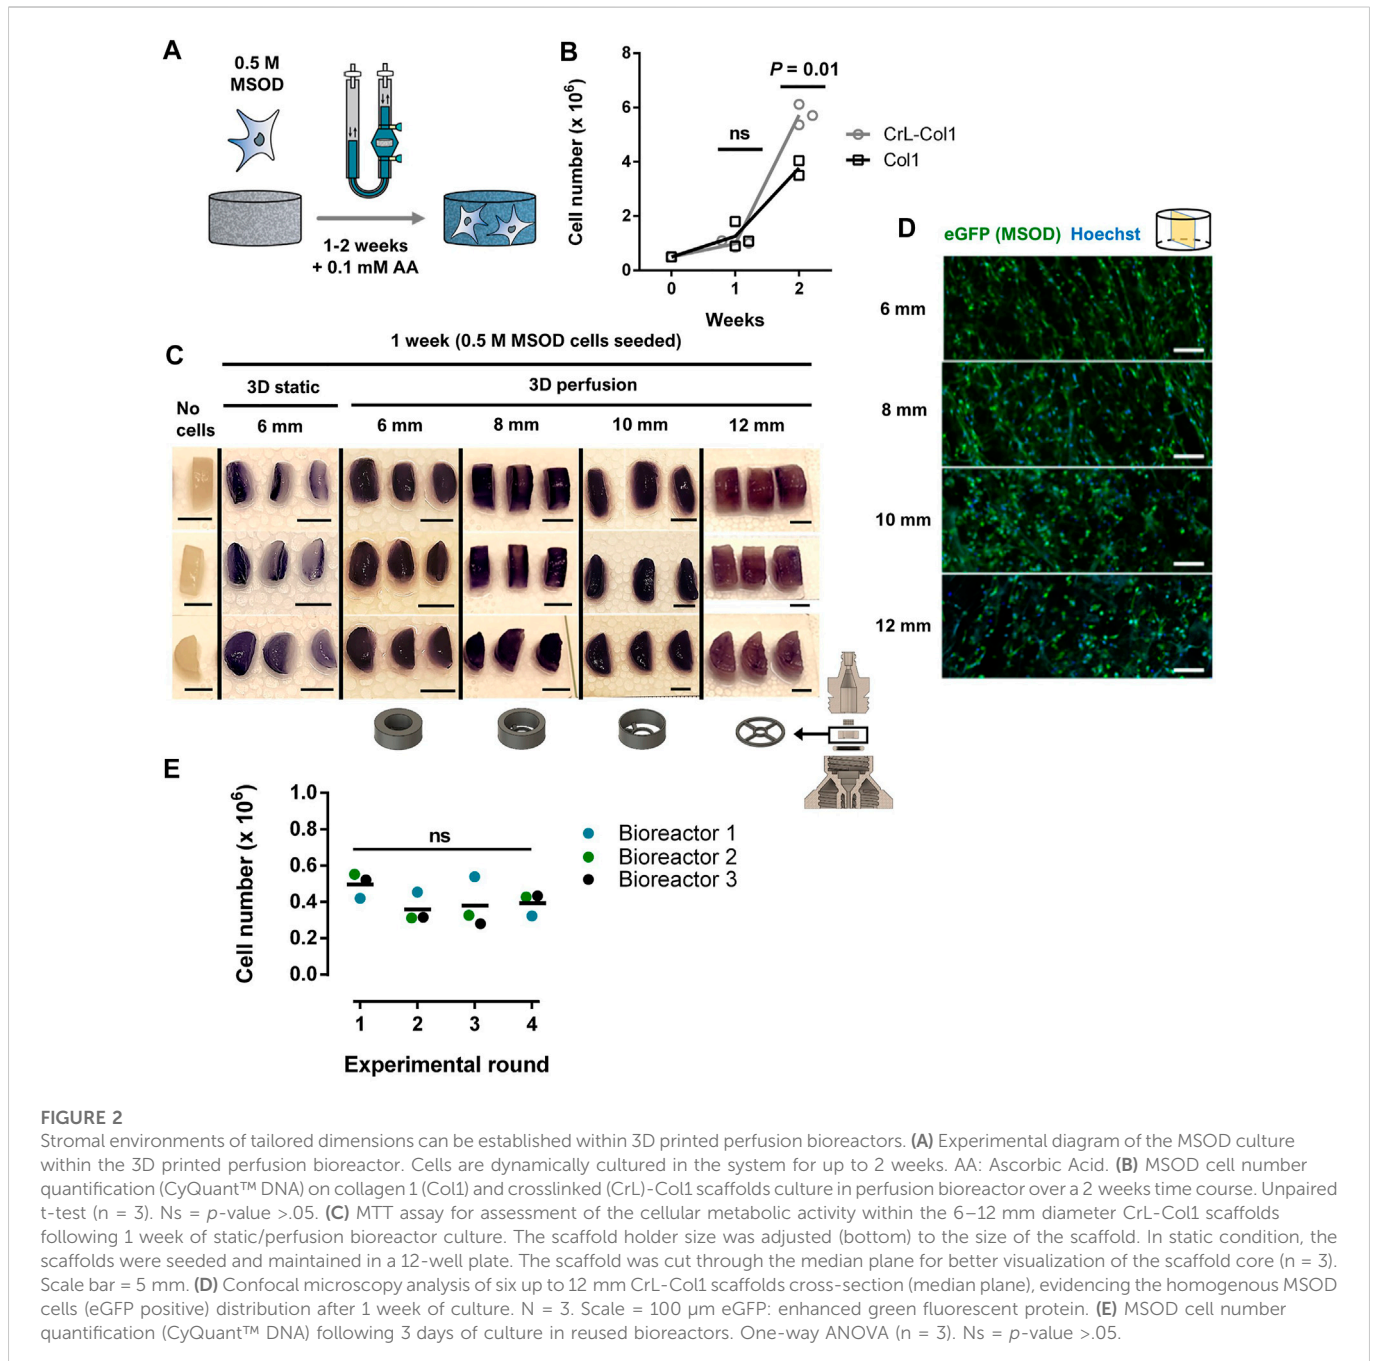 A
0.5 M
MSOD
1-2 weeks
+ 0.1 mM AA
B
Cell number (x 10⁶)
8
6
4
2
0
0 1 2
Weeks
ns
P = 0.01
CrL-Col1
Col1
C
1 week (0.5 M MSOD cells seeded)
3D static
3D perfusion
No
cells
6 mm
6 mm
8 mm
10 mm
12 mm
D
eGFP (MSOD) Hoechst
6 mm
8 mm
10 mm
12 mm
E
Cell number (x 10⁶)
1.0
0.8
0.6
0.4
0.2
0.0
ns
1 2 3 4
Experimental round
Bioreactor 1
Bioreactor 2
Bioreactor 3
FIGURE 2
Stromal environments of tailored dimensions can be established within 3D printed perfusion bioreactors. (A) Experimental diagram of the MSOD culture
within the 3D printed perfusion bioreactor. Cells are dynamically cultured in the system for up to 2 weeks. AA: Ascorbic Acid. (B) MSOD cell number
quantification (CyQuant™ DNA) on collagen 1 (Col1) and crosslinked (CrL)-Col1 scaffolds culture in perfusion bioreactor over a 2 weeks time course. Unpaired
t-test (n = 3). Ns = p-value >.05. (C) MTT assay for assessment of the cellular metabolic activity within the 6–12 mm diameter CrL-Col1 scaffolds
following 1 week of static/perfusion bioreactor culture. The scaffold holder size was adjusted (bottom) to the size of the scaffold. In static condition, the
scaffolds were seeded and maintained in a 12-well plate. The scaffold was cut through the median plane for better visualization of the scaffold core (n = 3).
Scale bar = 5 mm. (D) Confocal microscopy analysis of six up to 12 mm CrL-Col1 scaffolds cross-section (median plane), evidencing the homogenous MSOD
cells (eGFP positive) distribution after 1 week of culture. N = 3. Scale = 100 μm eGFP: enhanced green fluorescent protein. (E) MSOD cell number
quantification (CyQuant™ DNA) following 3 days of culture in reused bioreactors. One-way ANOVA (n = 3). Ns = p-value >.05.